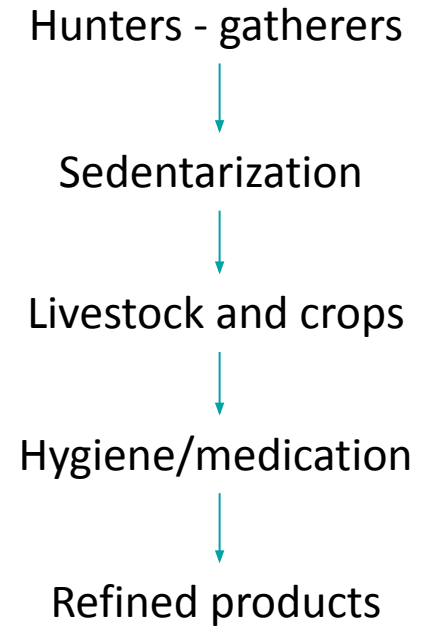 Hunters - gatherers
Sedentarization
Livestock and crops
Hygiene/medication
Refined products